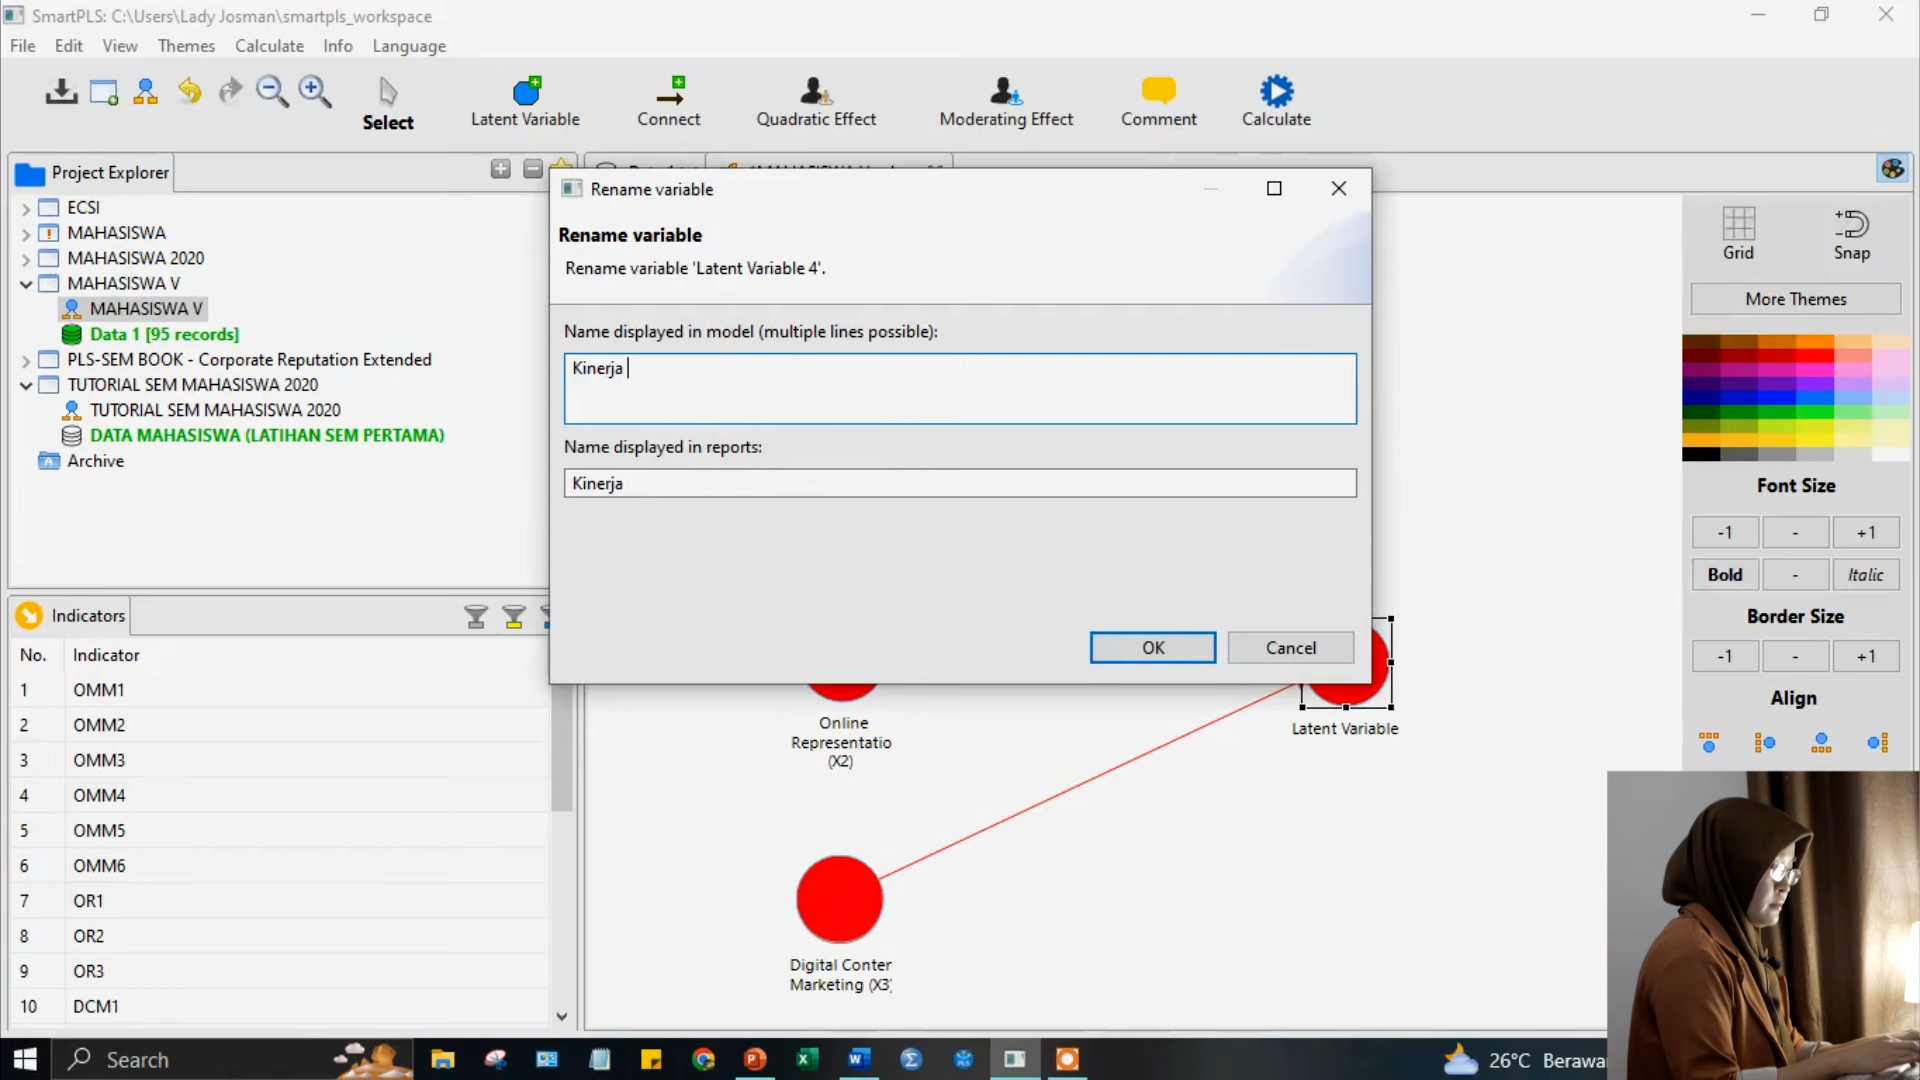 SmartPLS: C:\Users\Lady Josman\smartpls_workspace
File Edit View Themes Calculate Info Language
Select
Latent Variable
Connect
Quadratic Effect
Moderating Effect
Comment
Calculate
Project Explorer
ECSI
MAHASISWA
MAHASISWA 2020
MAHASISWA V
MAHASISWA V
Data 1 [95 records]
PLS-SEM BOOK - Corporate Reputation Extended
TUTORIAL SEM MAHASISWA 2020
TUTORIAL SEM MAHASISWA 2020
DATA MAHASISWA (LATIHAN SEM PERTAMA)
Archive
Indicators
No. Indicator
1 OMM1
2 OMM2
3 OMM3
4 OMM4
5 OMM5
6 OMM6
7 OR1
8 OR2
9 OR3
10 DCM1
Rename variable
Rename variable
Rename variable 'Latent Variable 4'.
Name displayed in model (multiple lines possible):
Kinerja
Name displayed in reports:
Kinerja
OK
Cancel
Online
Representatio
(X2)
Latent Variable
Digital Conter
Marketing (X3)
Grid
Snap
More Themes
Font Size
-1 - +1
Bold - Italic
Border Size
-1 - +1
Align
Search
26°C Berawa